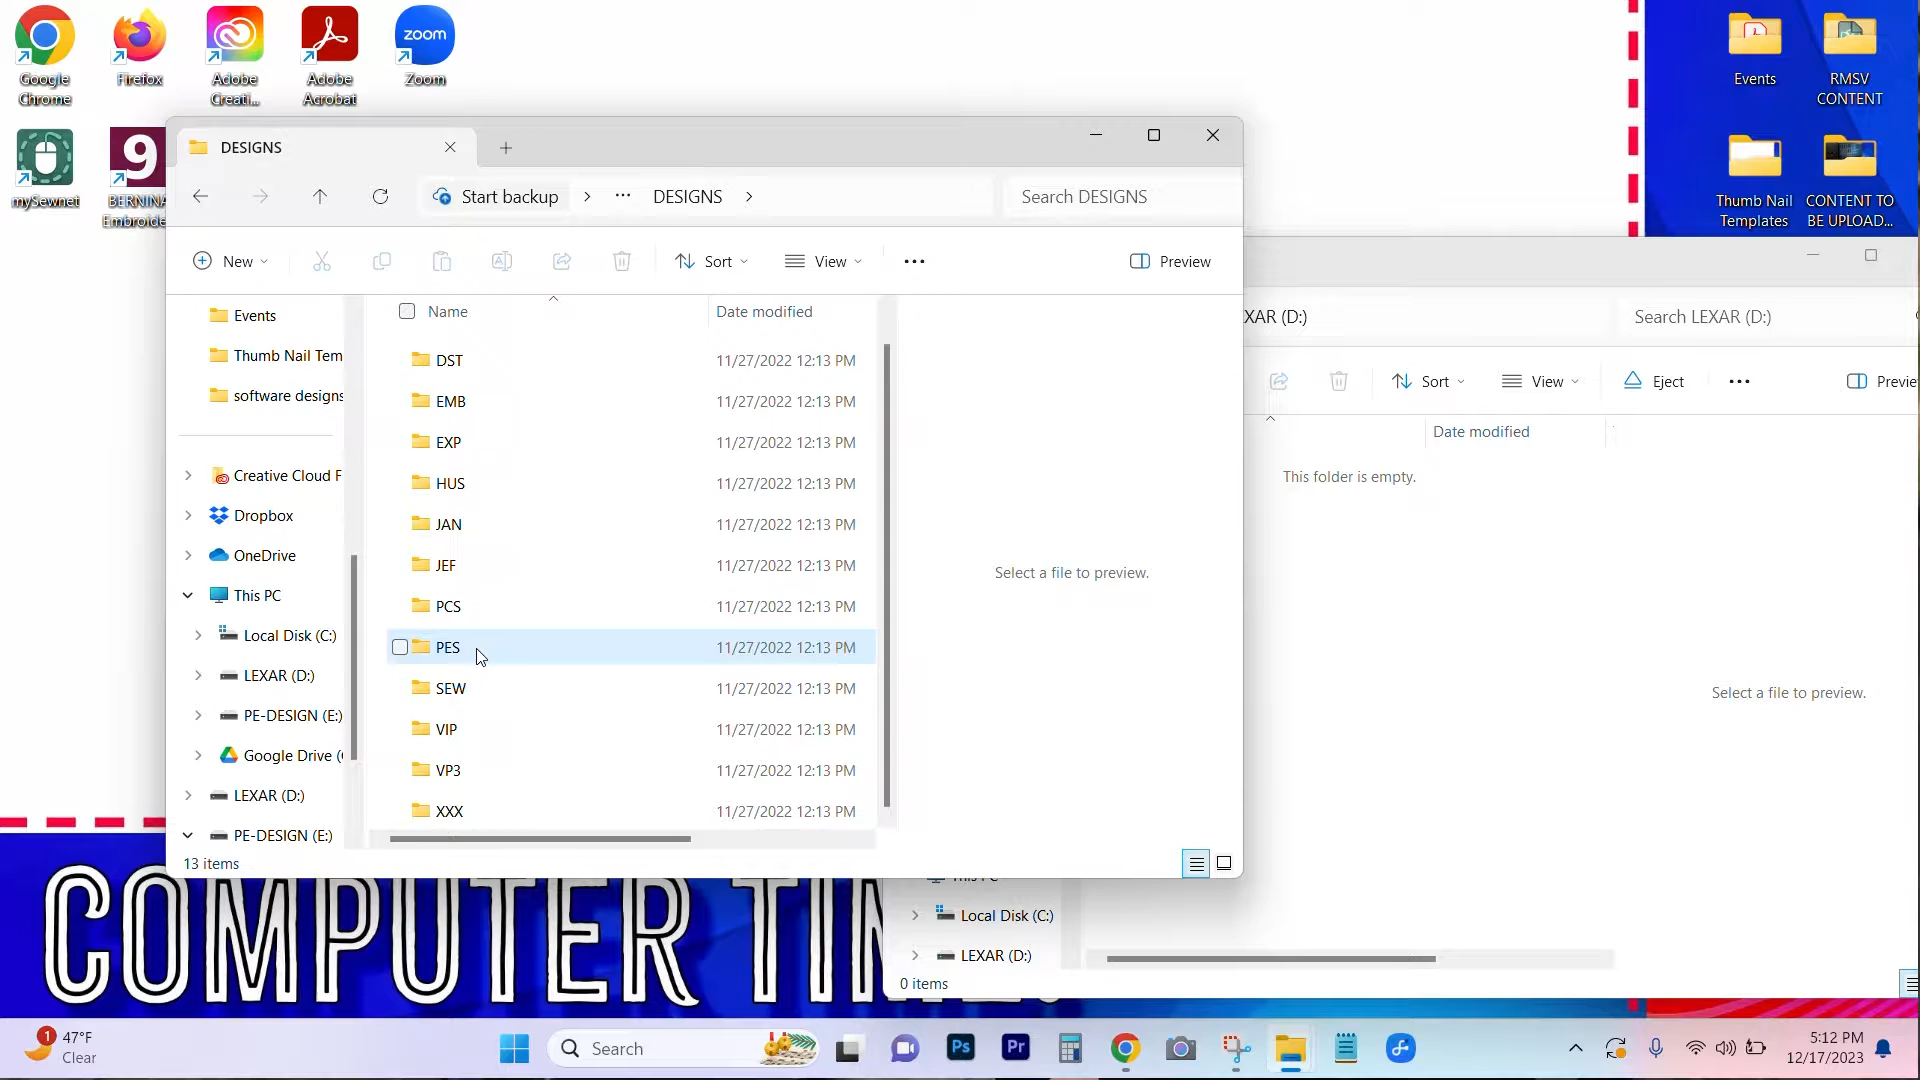 Google
Chrome
Firefox
Adobe
Creati...
Adobe
Acrobat
zoom
Zoom
Events
RMSV
CONTENT
mySewnet
9
BERNINA
Embroide
Thumb Nail
Templates
CONTENT TO
BE UPLOAD...
DESIGNS
Start backup
DESIGNS
Search DESIGNS
New
Sort
View
Preview
Events
Thumb Nail Tem
software designs
Creative Cloud F
Dropbox
OneDrive
This PC
Local Disk (C:)
LEXAR (D:)
PE-DESIGN (E:)
Google Drive (
LEXAR (D:)
PE-DESIGN (E:)
Name
Date modified
DST 11/27/2022 12:13 PM
EMB 11/27/2022 12:13 PM
EXP 11/27/2022 12:13 PM
HUS 11/27/2022 12:13 PM
JAN 11/27/2022 12:13 PM
JEF 11/27/2022 12:13 PM
PCS 11/27/2022 12:13 PM
PES 11/27/2022 12:13 PM
SEW 11/27/2022 12:13 PM
VIP 11/27/2022 12:13 PM
VP3 11/27/2022 12:13 PM
XXX 11/27/2022 12:13 PM
Select a file to preview.
13 items
XAR (D:)
Search LEXAR (D:)
Sort
View
Eject
Previe
Date modified
This folder is empty.
Select a file to preview.
Local Disk (C:)
LEXAR (D:)
0 items
COMPUTER TIM
1
47°F
Clear
Search
Ps
Pr
5:12 PM
12/17/2023